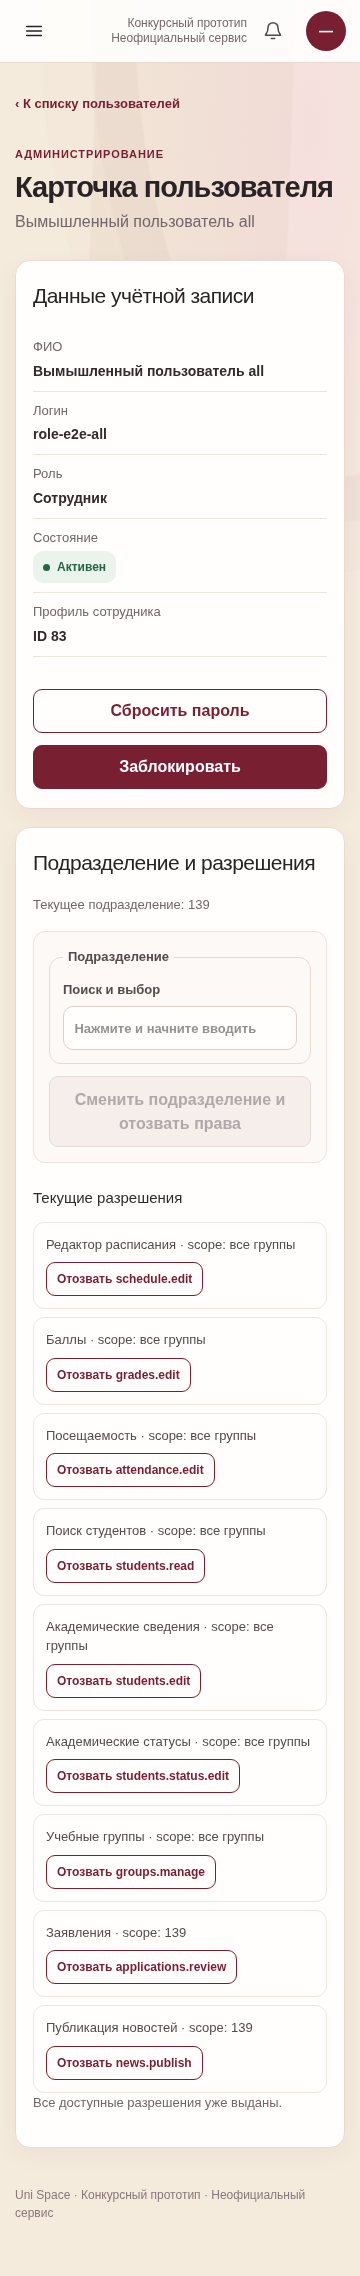 Конкурсный прототип
Неофициальный сервис
‹ К списку пользователей
АДМИНИСТРИРОВАНИЕ
Карточка пользователя
Вымышленный пользователь all
Данные учётной записи
ФИО
Вымышленный пользователь all
Логин
role-e2e-all
Роль
Сотрудник
Состояние
Активен
Профиль сотрудника
ID 83
Сбросить пароль
Заблокировать
Подразделение и разрешения
Текущее подразделение: 139
Подразделение
Поиск и выбор
Нажмите и начните вводить
Сменить подразделение и
отозвать права
Текущие разрешения
Редактор расписания · scope: все группы
Отозвать schedule.edit
Баллы · scope: все группы
Отозвать grades.edit
Посещаемость · scope: все группы
Отозвать attendance.edit
Поиск студентов · scope: все группы
Отозвать students.read
Академические сведения · scope: все
группы
Отозвать students.edit
Академические статусы · scope: все группы
Отозвать students.status.edit
Учебные группы · scope: все группы
Отозвать groups.manage
Заявления · scope: 139
Отозвать applications.review
Публикация новостей · scope: 139
Отозвать news.publish
Все доступные разрешения уже выданы.
Uni Space · Конкурсный прототип · Неофициальный
сервис